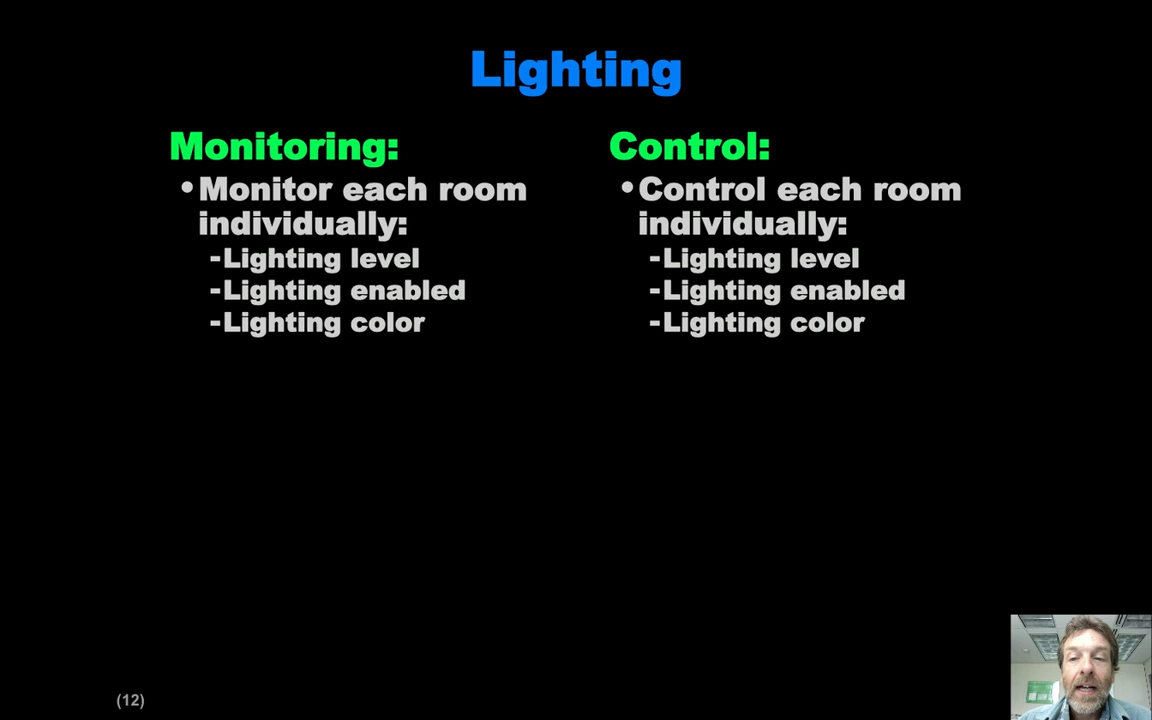 Lighting
Monitoring:
•Monitor each room
individually:
-Lighting level
-Lighting enabled
-Lighting color
Control:
•Control each room
individually:
-Lighting level
-Lighting enabled
-Lighting color
(12)